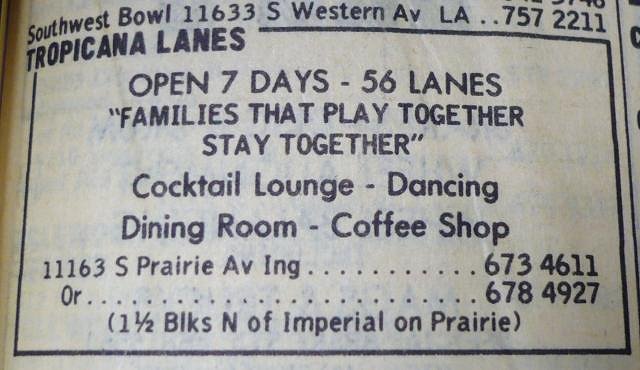 Southwest Bowl 11633 S Western Av LA ..757 2211
TROPICANA LANES
OPEN 7 DAYS - 56 LANES
"FAMILIES THAT PLAY TOGETHER
STAY TOGETHER"
Cocktail Lounge - Dancing
Dining Room - Coffee Shop
11163 S Prairie Av Ing...........673 4611
Or.........................678 4927
(1½ Blks N of Imperial on Prairie)